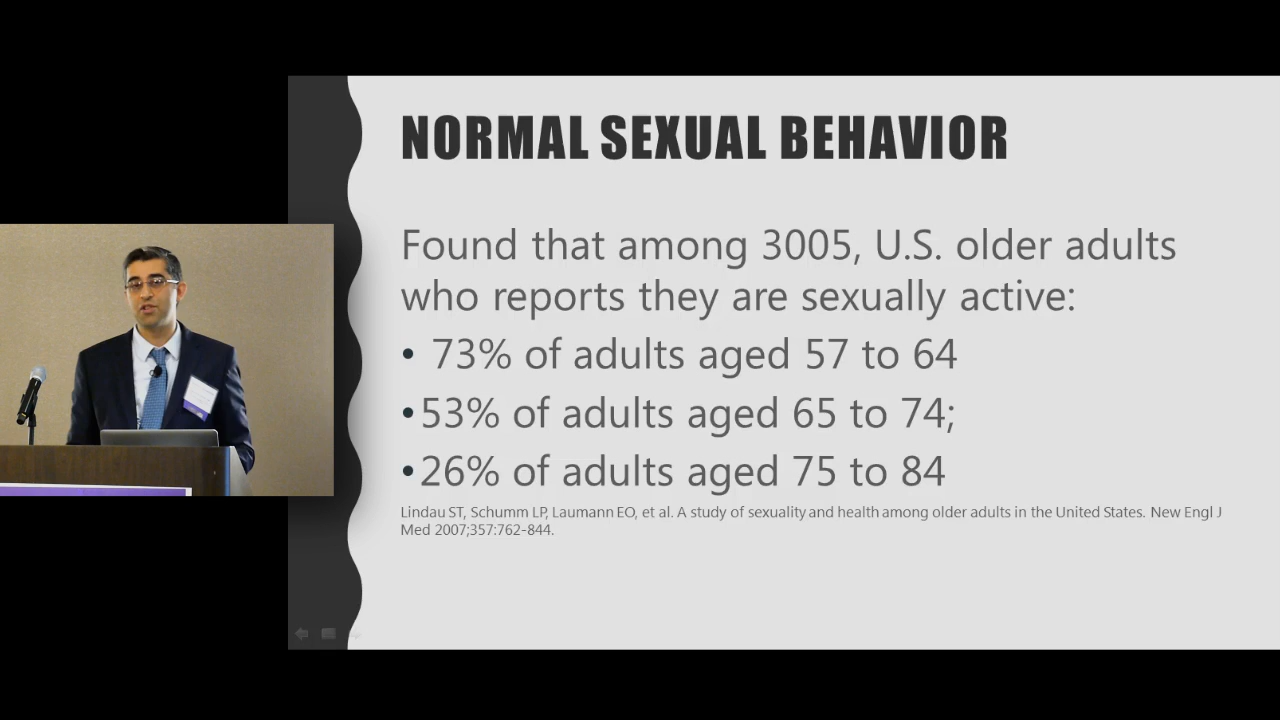 NORMAL SEXUAL BEHAVIOR
Found that among 3005, U.S. older adults
who reports they are sexually active:
• 73% of adults aged 57 to 64
•53% of adults aged 65 to 74;
•26% of adults aged 75 to 84
Lindau ST, Schumm LP, Laumann EO, et al. A study of sexuality and health among older adults in the United States. New Engl J
Med 2007;357:762-844.